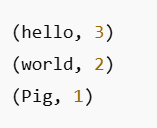 (hello, 3)
(world, 2)
(Pig, 1)